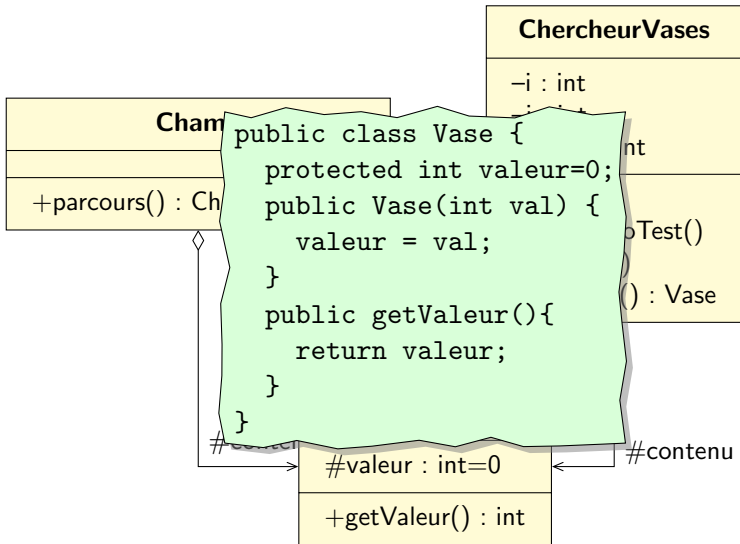 ChercheurVases
–i : int
Cham
nt
+parcours() : Ch
oTest()
)
() : Vase
public class Vase {
protected int valeur=0;
public Vase(int val) {
valeur = val;
}
public getValeur(){
return valeur;
}
}
#contenu
#valeur : int=0
+getValeur() : int